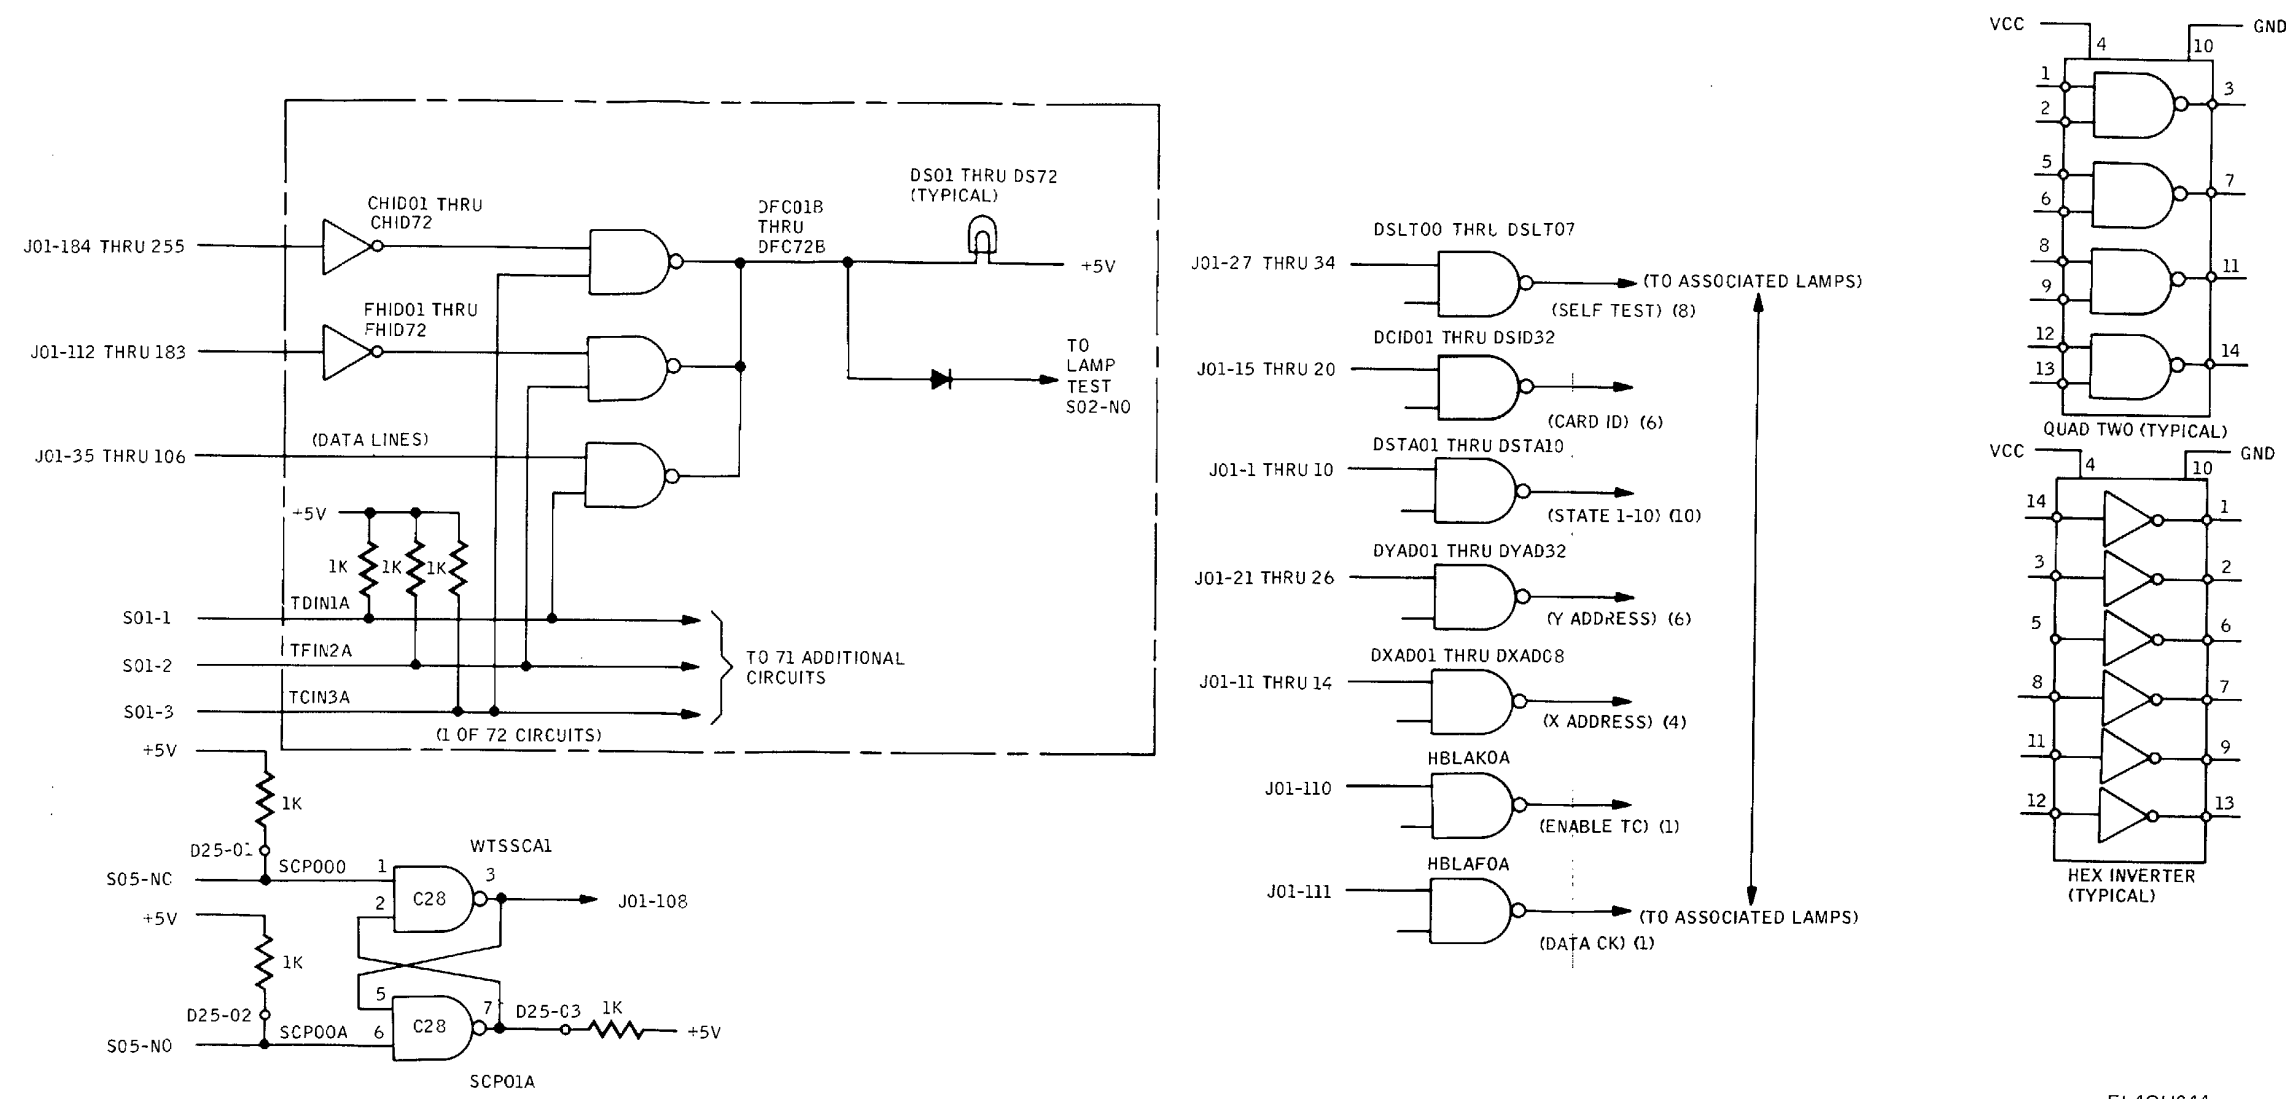 DS01 THRU DS72
(TYPICAL)
CHID01 THRU
CHID72
DFC01B
THRU
DFC72B
J01-184 THRU 255
+5V
FHID01 THRU
FHID72
J01-112 THRU 183
TO
LAMP
TEST
S02-NO
(DATA LINES)
J01-35 THRU 106
+5V
1K
1K
1K
TDIN1A
S01-1
TFIN2A
S01-2
TCIN3A
S01-3
TO 71 ADDITIONAL
CIRCUITS
(1 OF 72 CIRCUITS)
+5V
1K
D25-01
S05-NC
SCP000
WTSSCA1
1
2
C28
3
J01-108
+5V
1K
D25-02
S05-NO
SCP00A
5
6
C28
7
D25-03
1K
+5V
SCP01A
DSLT00 THRU DSLT07
J01-27 THRU 34
(TO ASSOCIATED LAMPS)
(SELF TEST) (8)
DCID01 THRU DSID32
J01-15 THRU 20
(CARD ID) (6)
DSTA01 THRU DSTA10
J01-1 THRU 10
(STATE 1-10) (10)
DYAD01 THRU DYAD32
J01-21 THRU 26
(Y ADDRESS) (6)
DXAD01 THRU DXAD08
J01-11 THRU 14
(X ADDRESS) (4)
HBLAK0A
J01-110
(ENABLE TC) (1)
HBLAF0A
J01-111
(TO ASSOCIATED LAMPS)
(DATA CK) (1)
VCC
GND
4
10
1
2
3
5
6
7
8
9
11
12
13
14
QUAD TWO (TYPICAL)
VCC
GND
4
10
14
1
3
2
5
6
8
7
11
9
12
13
HEX INVERTER
(TYPICAL)